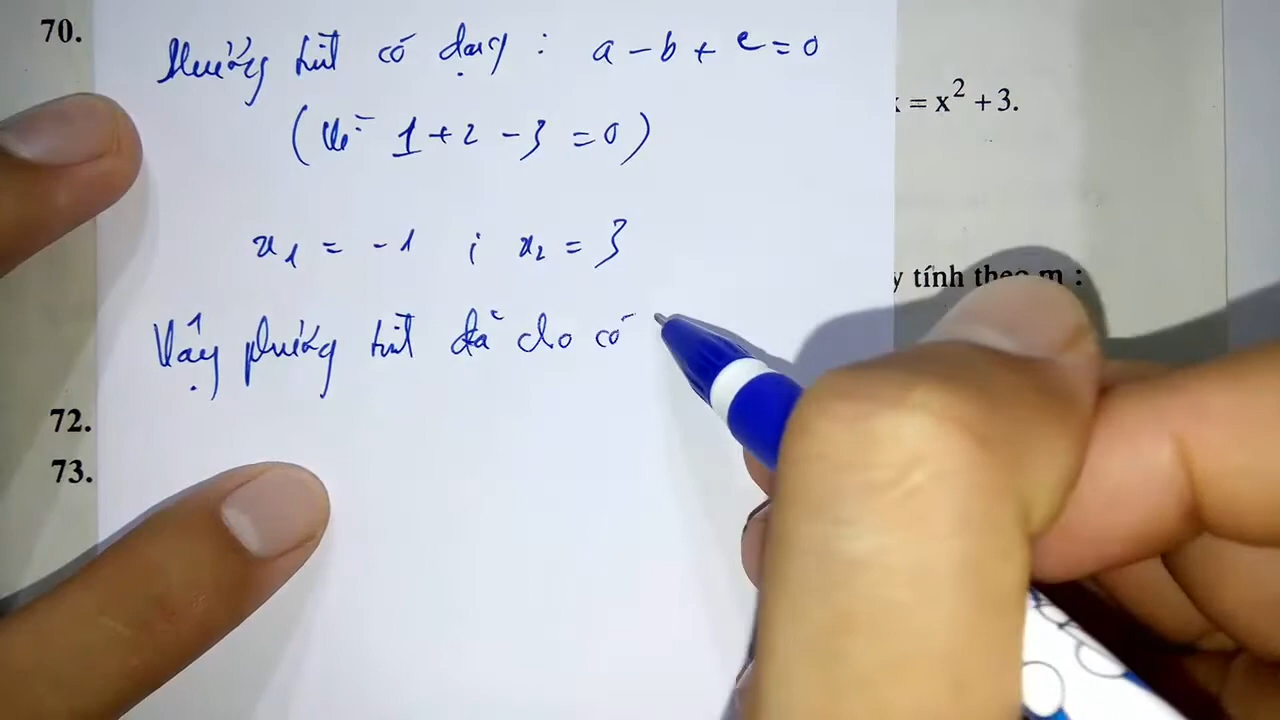 70.
Phương trình có dạng : a - b + c = 0
(Vì 1 + 2 - 3 = 0)
= x² + 3.
x₁ = -1 ; x₂ = 3
y tính theo m :
Vậy phương trình đã cho có
72.
73.